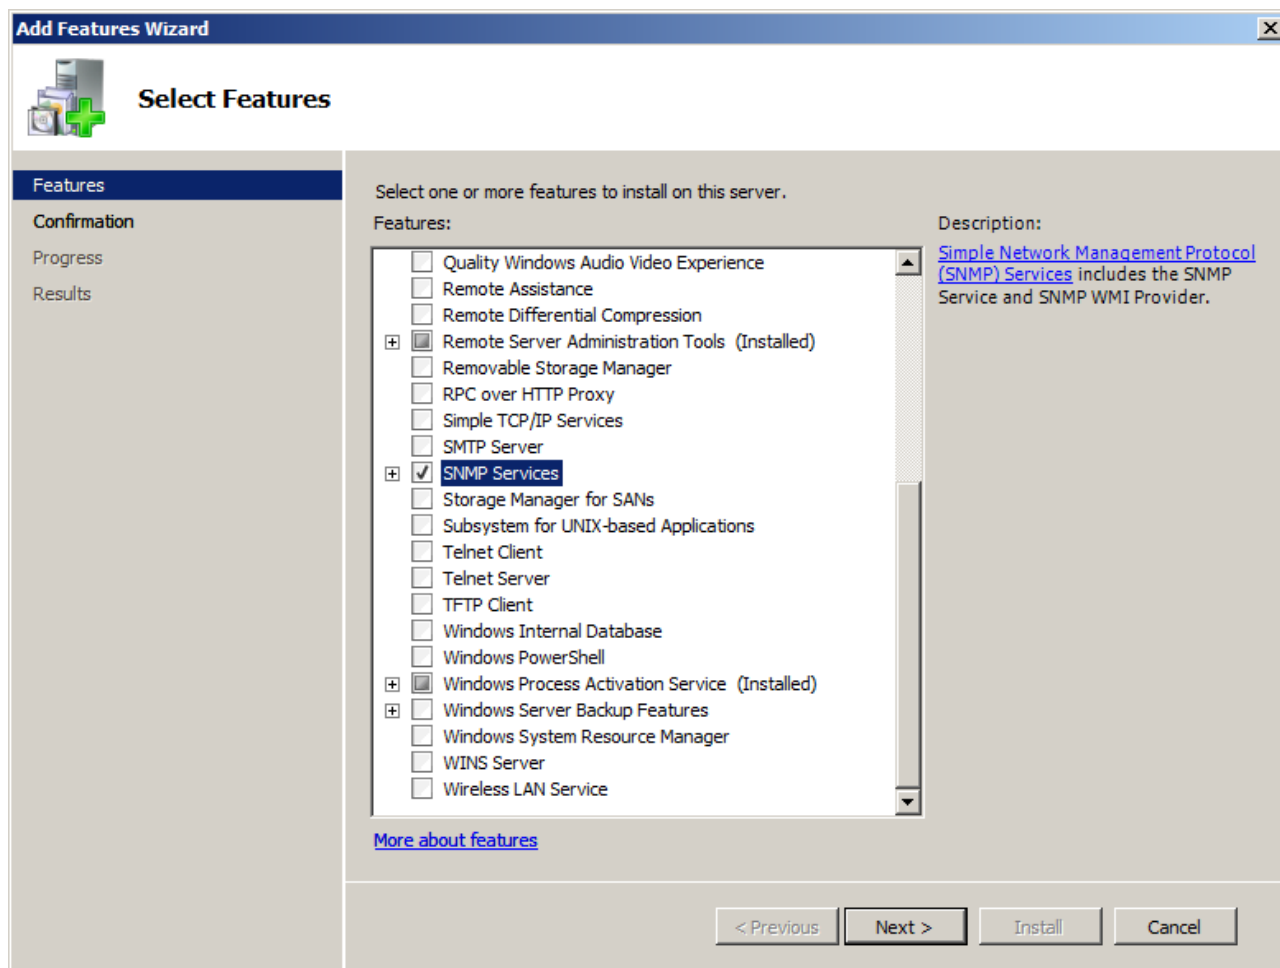 Add Features Wizard
Select Features
Features
Confirmation
Progress
Results
Select one or more features to install on this server.
Features:
Quality Windows Audio Video Experience
Remote Assistance
Remote Differential Compression
Remote Server Administration Tools (Installed)
Removable Storage Manager
RPC over HTTP Proxy
Simple TCP/IP Services
SMTP Server
SNMP Services
Storage Manager for SANs
Subsystem for UNIX-based Applications
Telnet Client
Telnet Server
TFTP Client
Windows Internal Database
Windows PowerShell
Windows Process Activation Service (Installed)
Windows Server Backup Features
Windows System Resource Manager
WINS Server
Wireless LAN Service
More about features
Description:
Simple Network Management Protocol
(SNMP) Services includes the SNMP
Service and SNMP WMI Provider.
< Previous
Next >
Install
Cancel